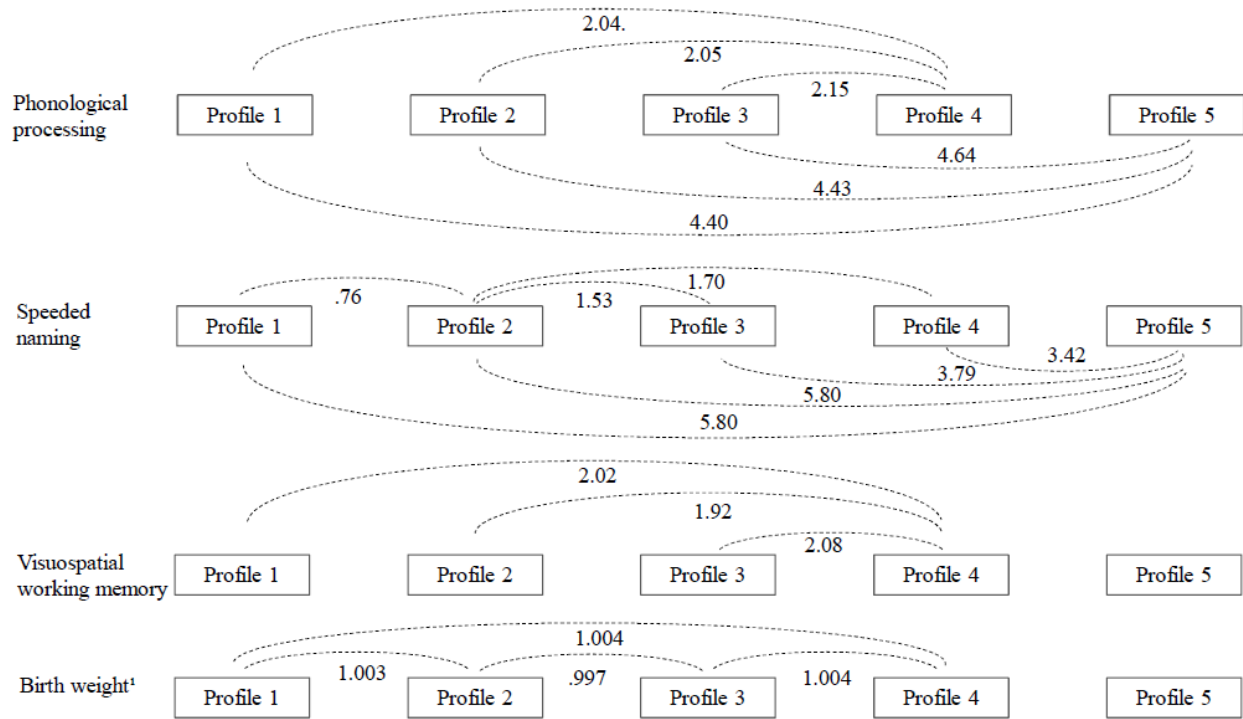 2.04.
2.05
2.15
Phonological
processing
Profile 1 Profile 2 Profile 3 Profile 4 Profile 5
4.64
4.43
4.40
.76 1.53 1.70
Speeded
naming
Profile 1 Profile 2 Profile 3 Profile 4 Profile 5
3.42
3.79
5.80
5.80
2.02
1.92
2.08
Visuospatial
working memory
Profile 1 Profile 2 Profile 3 Profile 4 Profile 5
1.004
1.003 .997 1.004
Birth weight¹
Profile 1 Profile 2 Profile 3 Profile 4 Profile 5